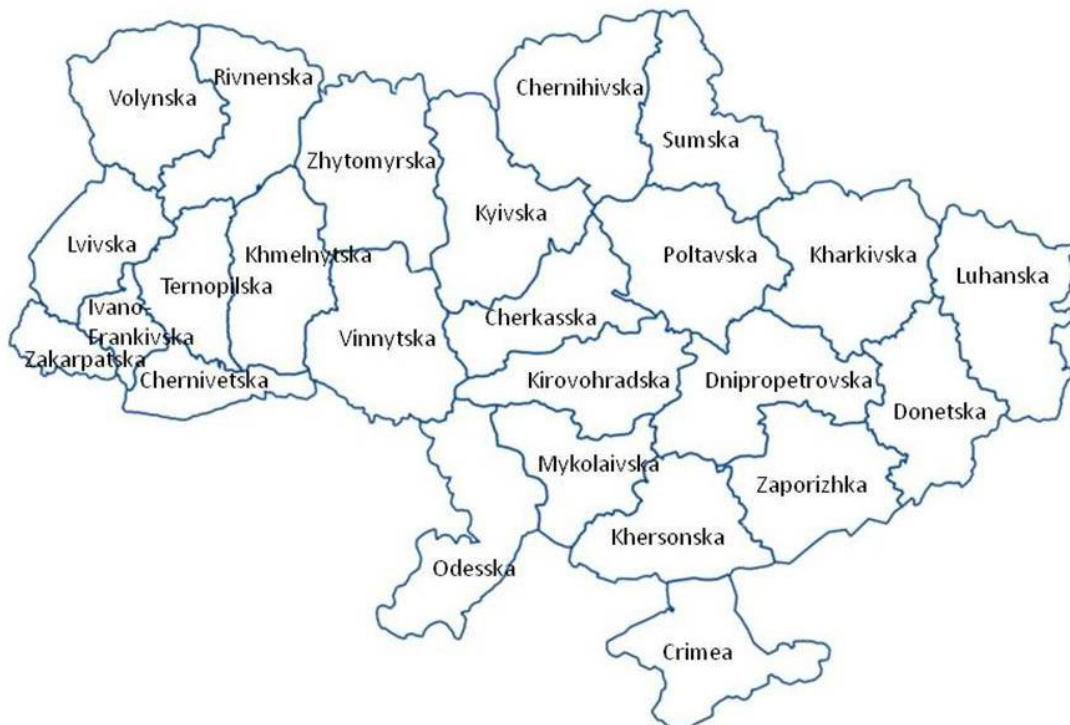 Rivnenska
Chernihivska
Volynska
Sumska
Zhytomyrska
Kyivska
Lvivska
Khmelnytska
Poltavska
Kharkivska
Luhanska
Ternopilska
Ivano-
Frankivska
Cherkasska
Vinnytska
Zakarpatska
Chernivetska
Kirovohradska
Dnipropetrovska
Donetska
Mykolaivska
Zaporizhka
Khersonska
Odesska
Crimea